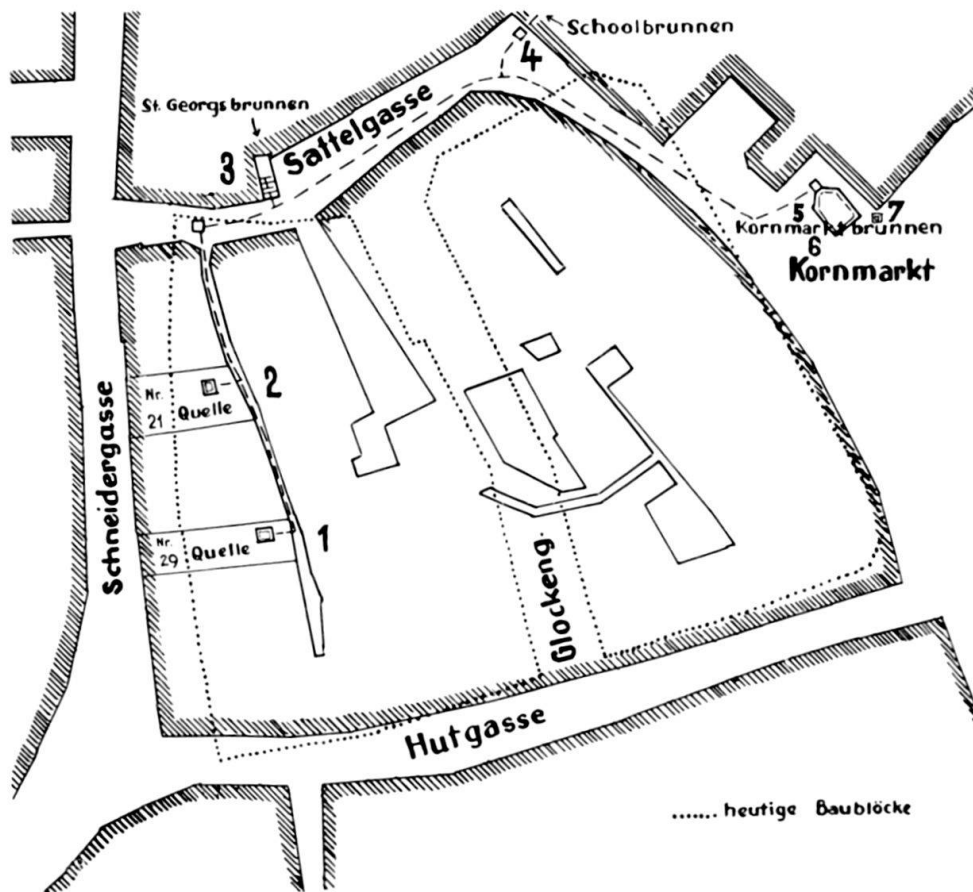 Schoolbrunnen
4
St. Georgsbrunnen
Sattelgasse
3
5
7
Kornmarktbrunnen
6
Kornmarkt
2
Nr.
21 Quelle
Schneidergasse
1
Nr.
29 Quelle
Glockeng.
Hutgasse
....... heutige Baublöcke